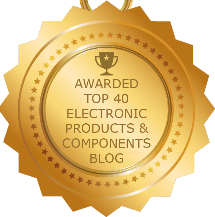 AWARDED
TOP 40
ELECTRONIC
PRODUCTS &
COMPONENTS
BLOG